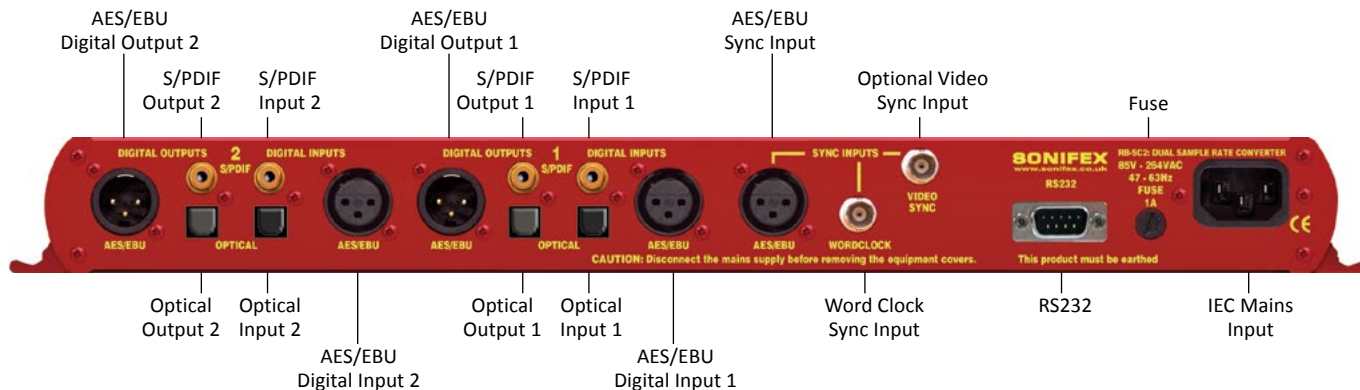 AES/EBU
Digital Output 2
AES/EBU
Digital Output 1
AES/EBU
Sync Input
S/PDIF
Output 2
S/PDIF
Input 2
S/PDIF
Output 1
S/PDIF
Input 1
Optional Video
Sync Input
Fuse
DIGITAL OUTPUTS
2
S/PDIF
DIGITAL INPUTS
DIGITAL OUTPUTS
1
S/PDIF
DIGITAL INPUTS
SYNC INPUTS
VIDEO
SYNC
SONIFEX
www.sonifex.co.uk
RS232
RB-SC2: DUAL SAMPLE RATE CONVERTER
85V - 264VAC
47 - 63Hz
FUSE
1A
CE
AES/EBU
OPTICAL
AES/EBU
AES/EBU
OPTICAL
AES/EBU
AES/EBU
WORDCLOCK
CAUTION: Disconnect the mains supply before removing the equipment covers.
This product must be earthed
Optical
Output 2
Optical
Input 2
Optical
Output 1
Optical
Input 1
Word Clock
Sync Input
RS232
IEC Mains
Input
AES/EBU
Digital Input 2
AES/EBU
Digital Input 1